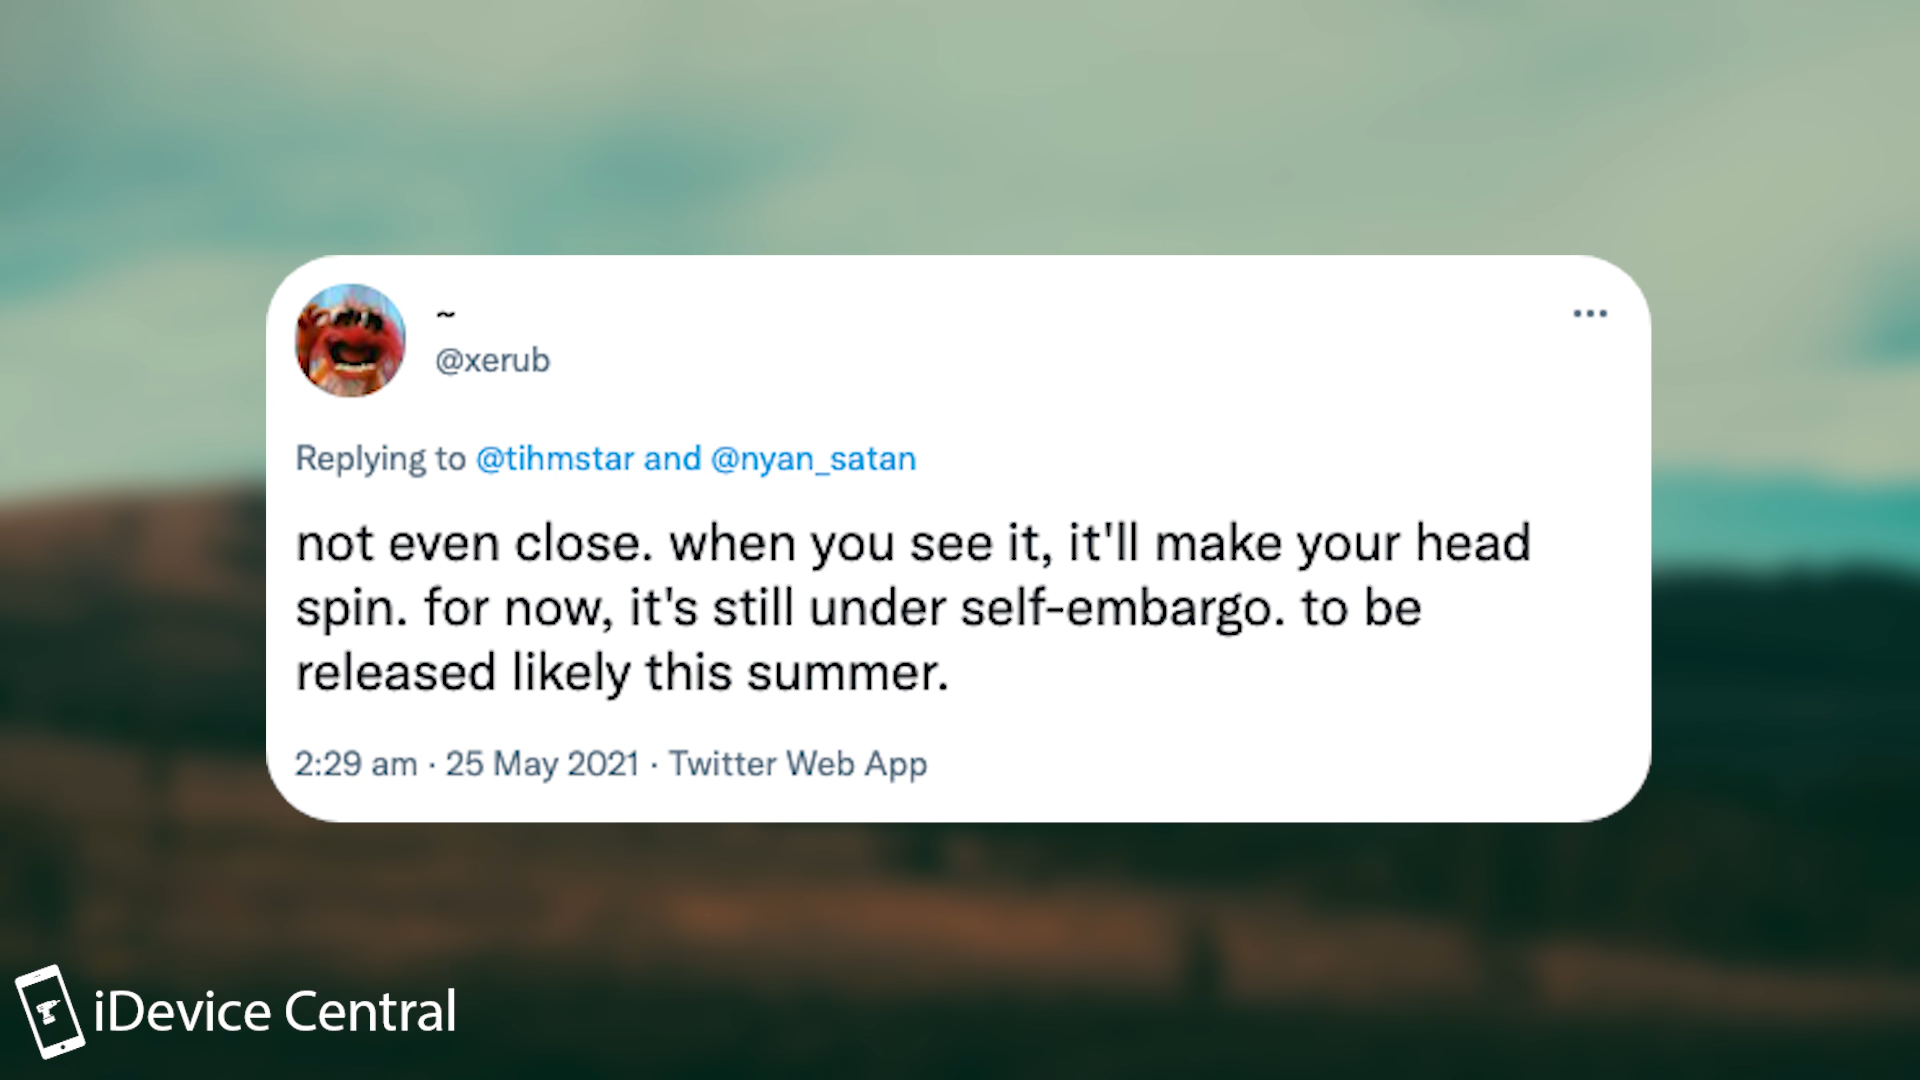 ~
@xerub
Replying to @tihmstar and @nyan_satan
not even close. when you see it, it'll make your head
spin. for now, it's still under self-embargo. to be
released likely this summer.
2:29 am · 25 May 2021 · Twitter Web App
iDevice Central